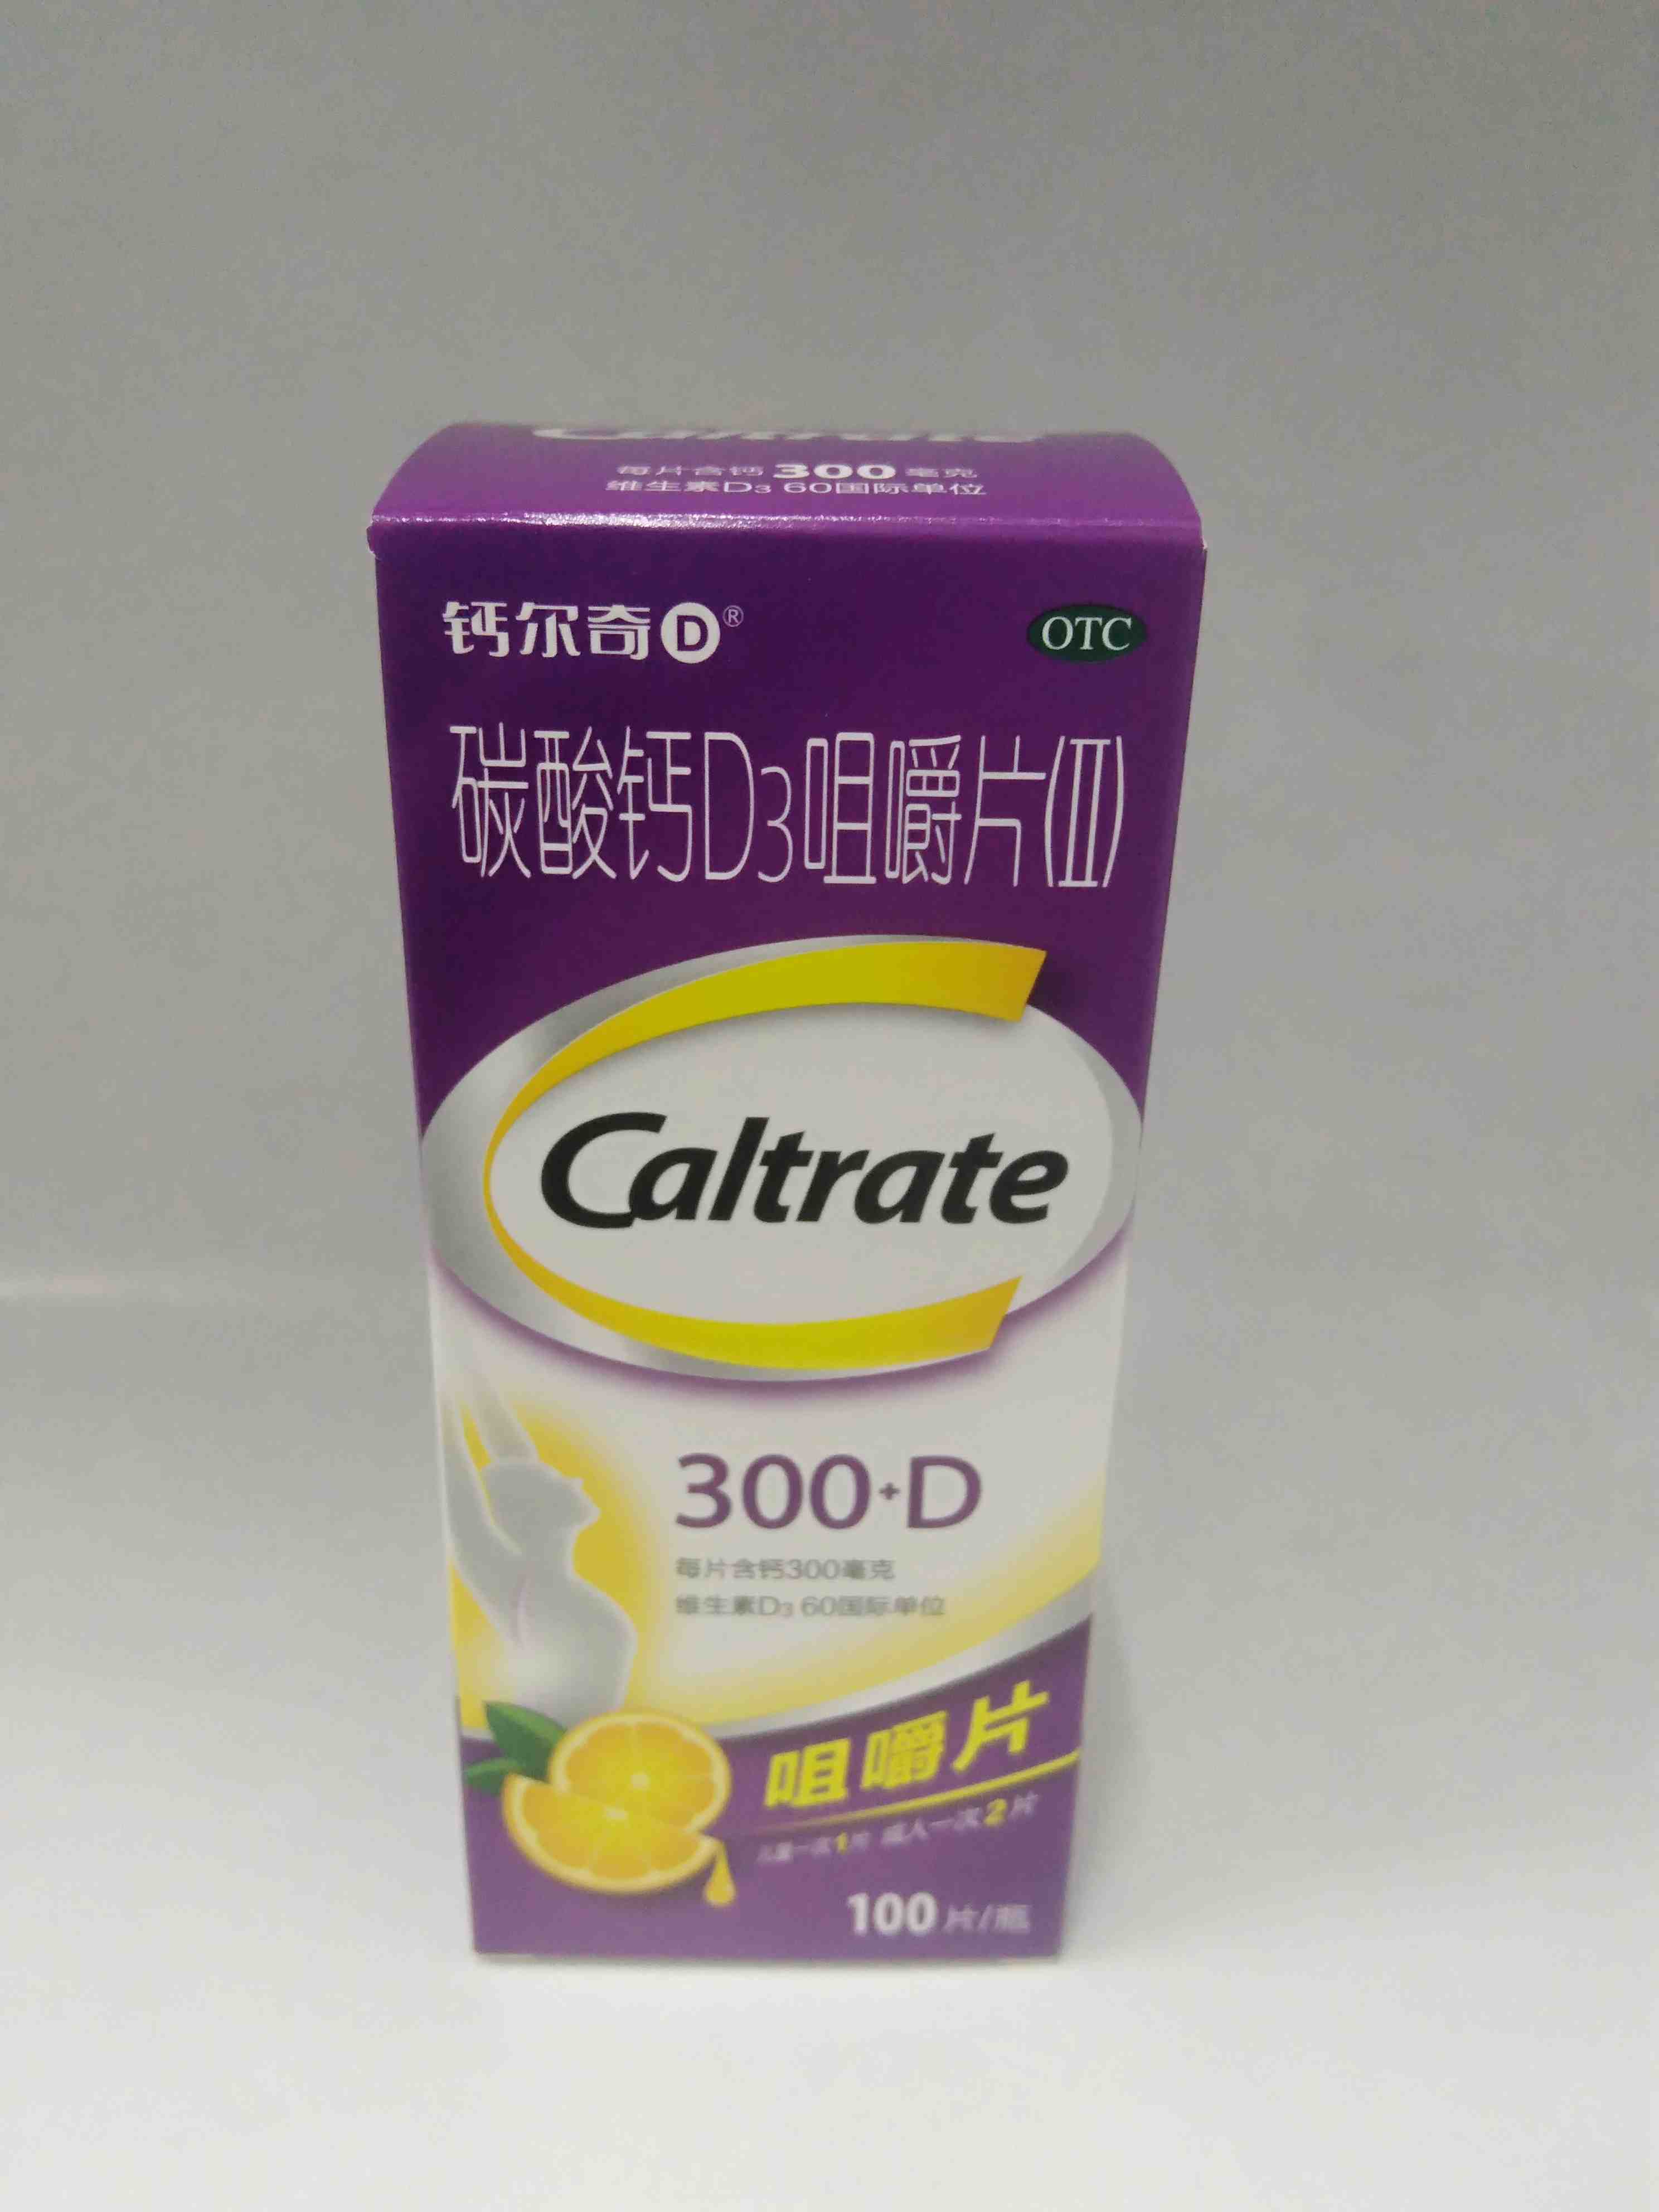 Caltrate
每片含钙 300 毫克
维生素D3 60国际单位
钙尔奇D®
OTC
碳酸钙D3咀嚼片(Ⅱ)
Caltrate
300+D
每片含钙300毫克
维生素D3 60国际单位
咀嚼片
儿童一次1片 成人一次2片
100片/瓶